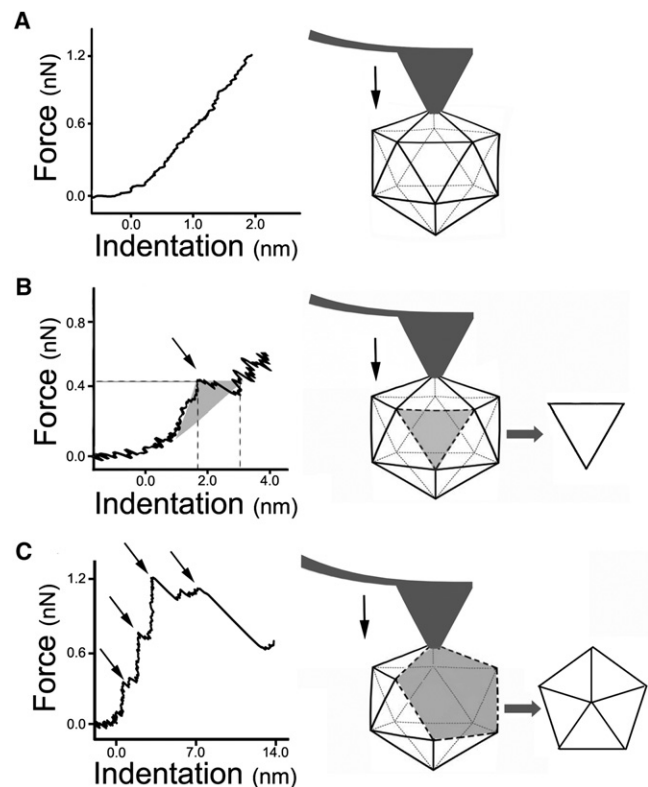 A
Force (nN)
1.2
0.6
0.0
0.0 1.0 2.0
Indentation (nm)
B
Force (nN)
0.8
0.4
0.0
0.0 2.0 4.0
Indentation (nm)
C
Force (nN)
1.2
0.6
0.0
0.0 7.0 14.0
Indentation (nm)